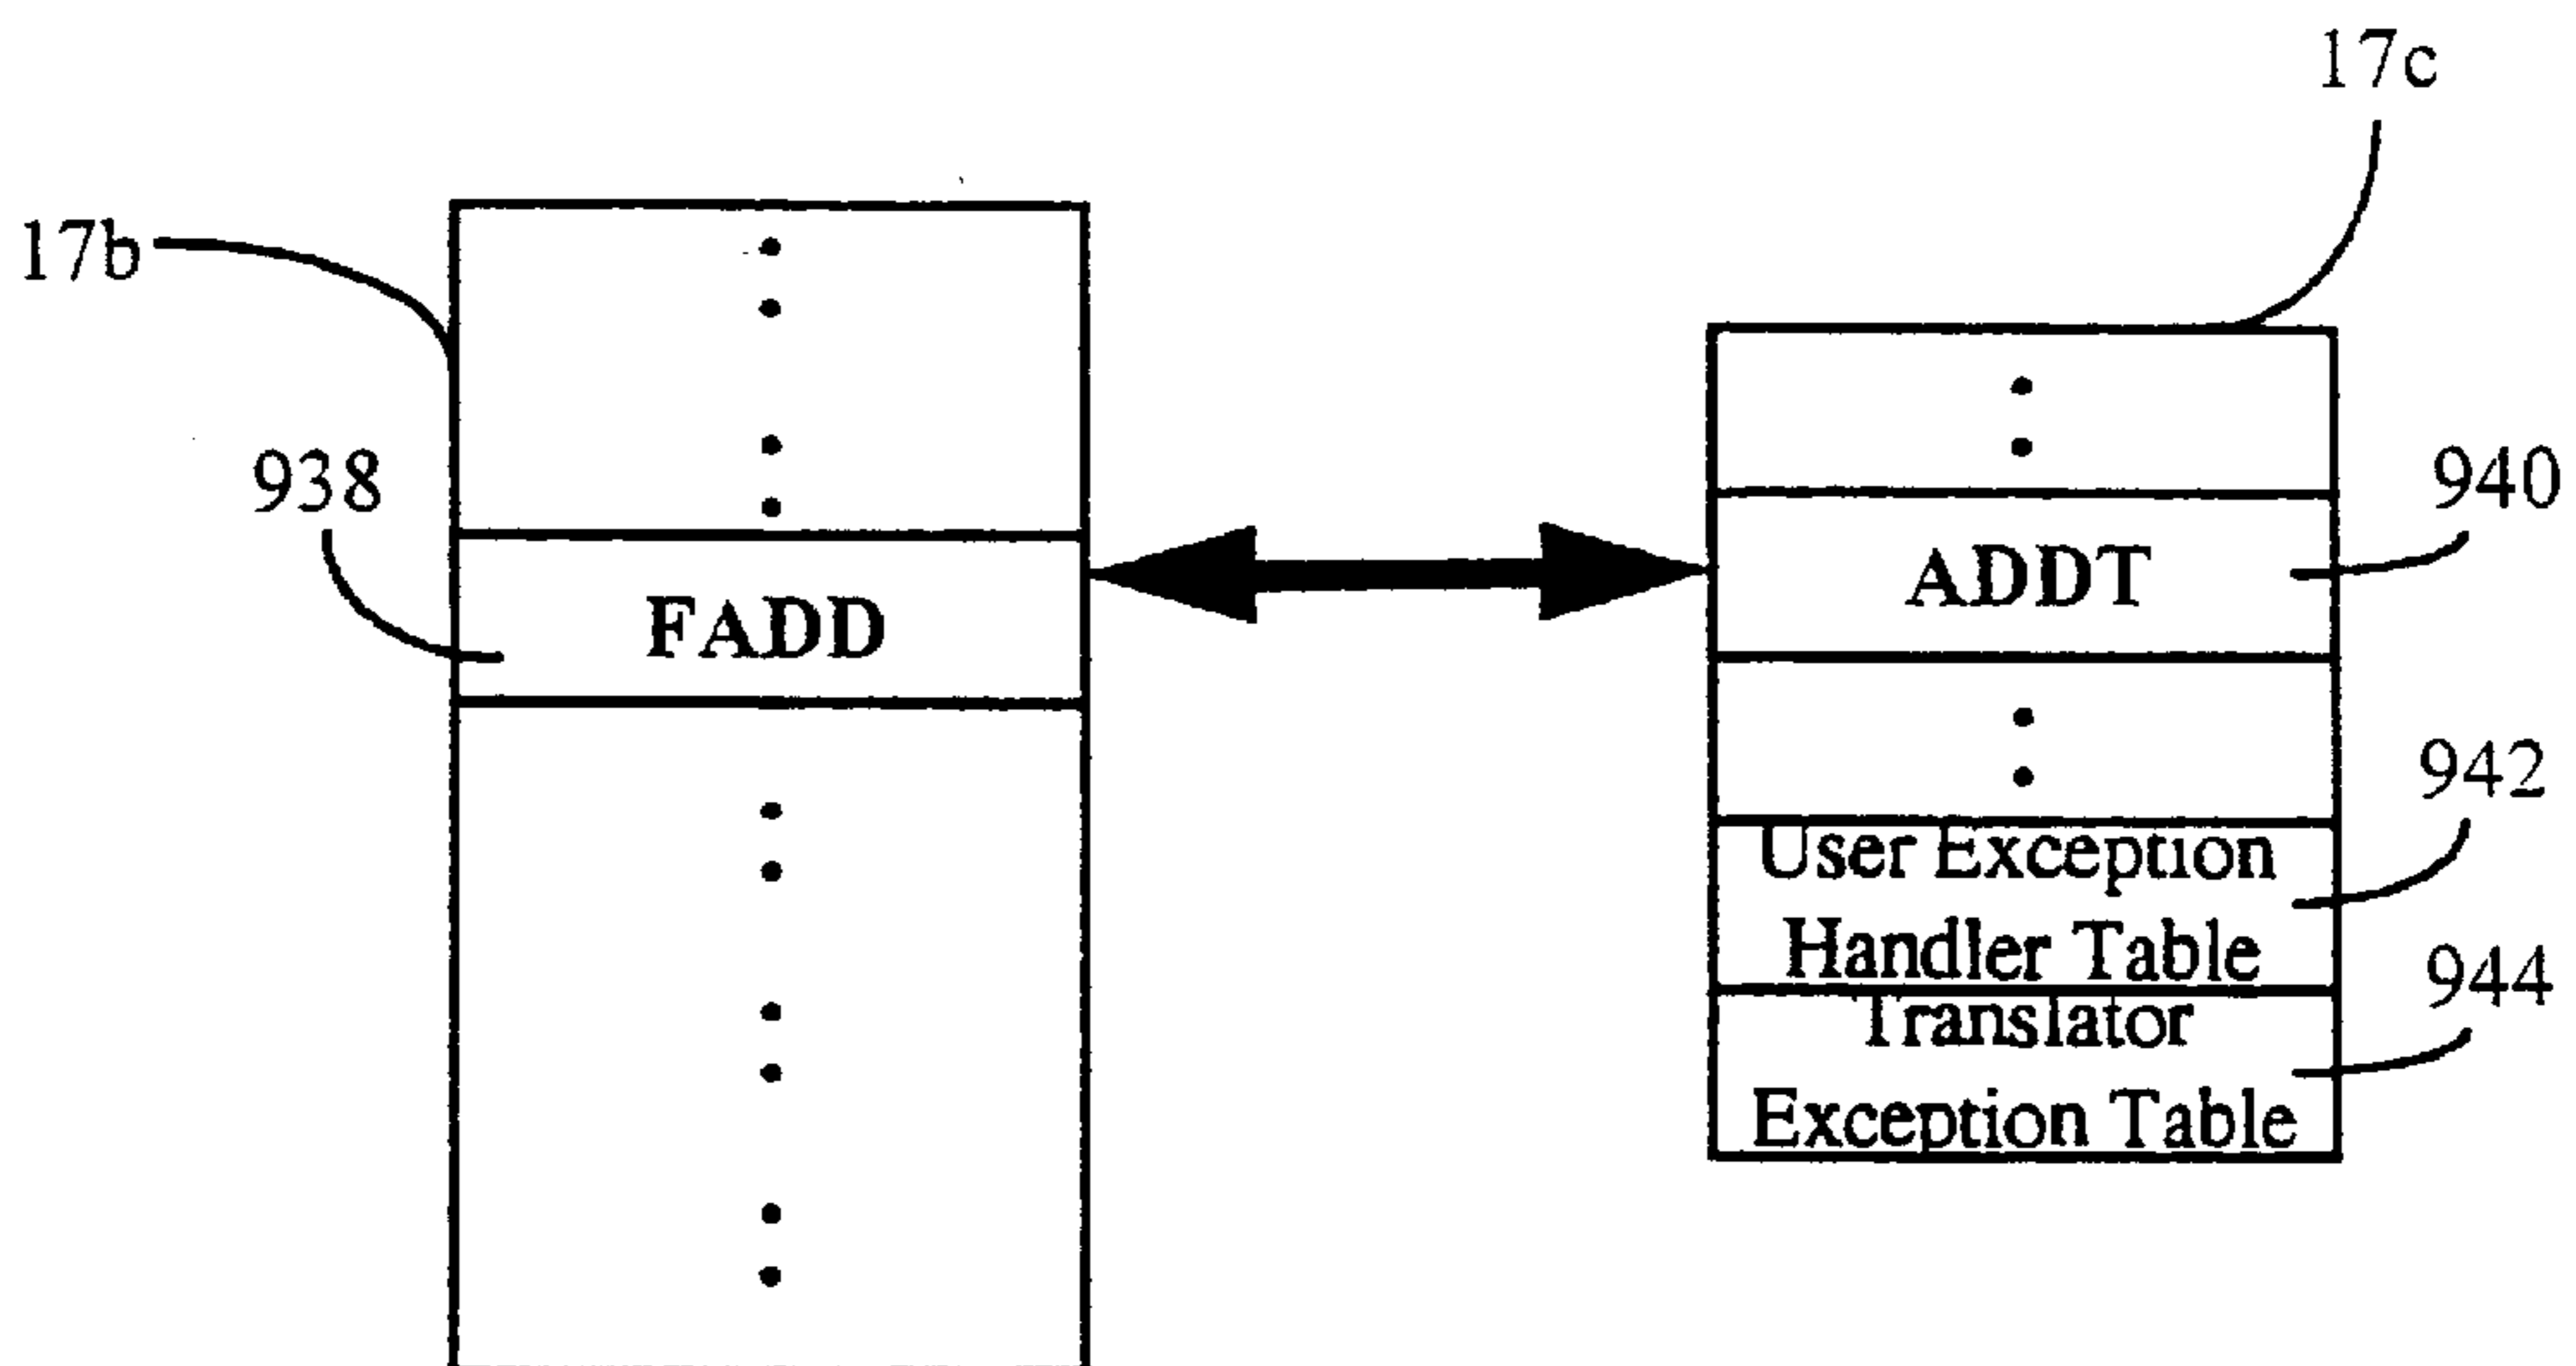 17c
17b
938
FADD
940
ADDT
942
User Exception
Handler Table
944
Translator
Exception Table